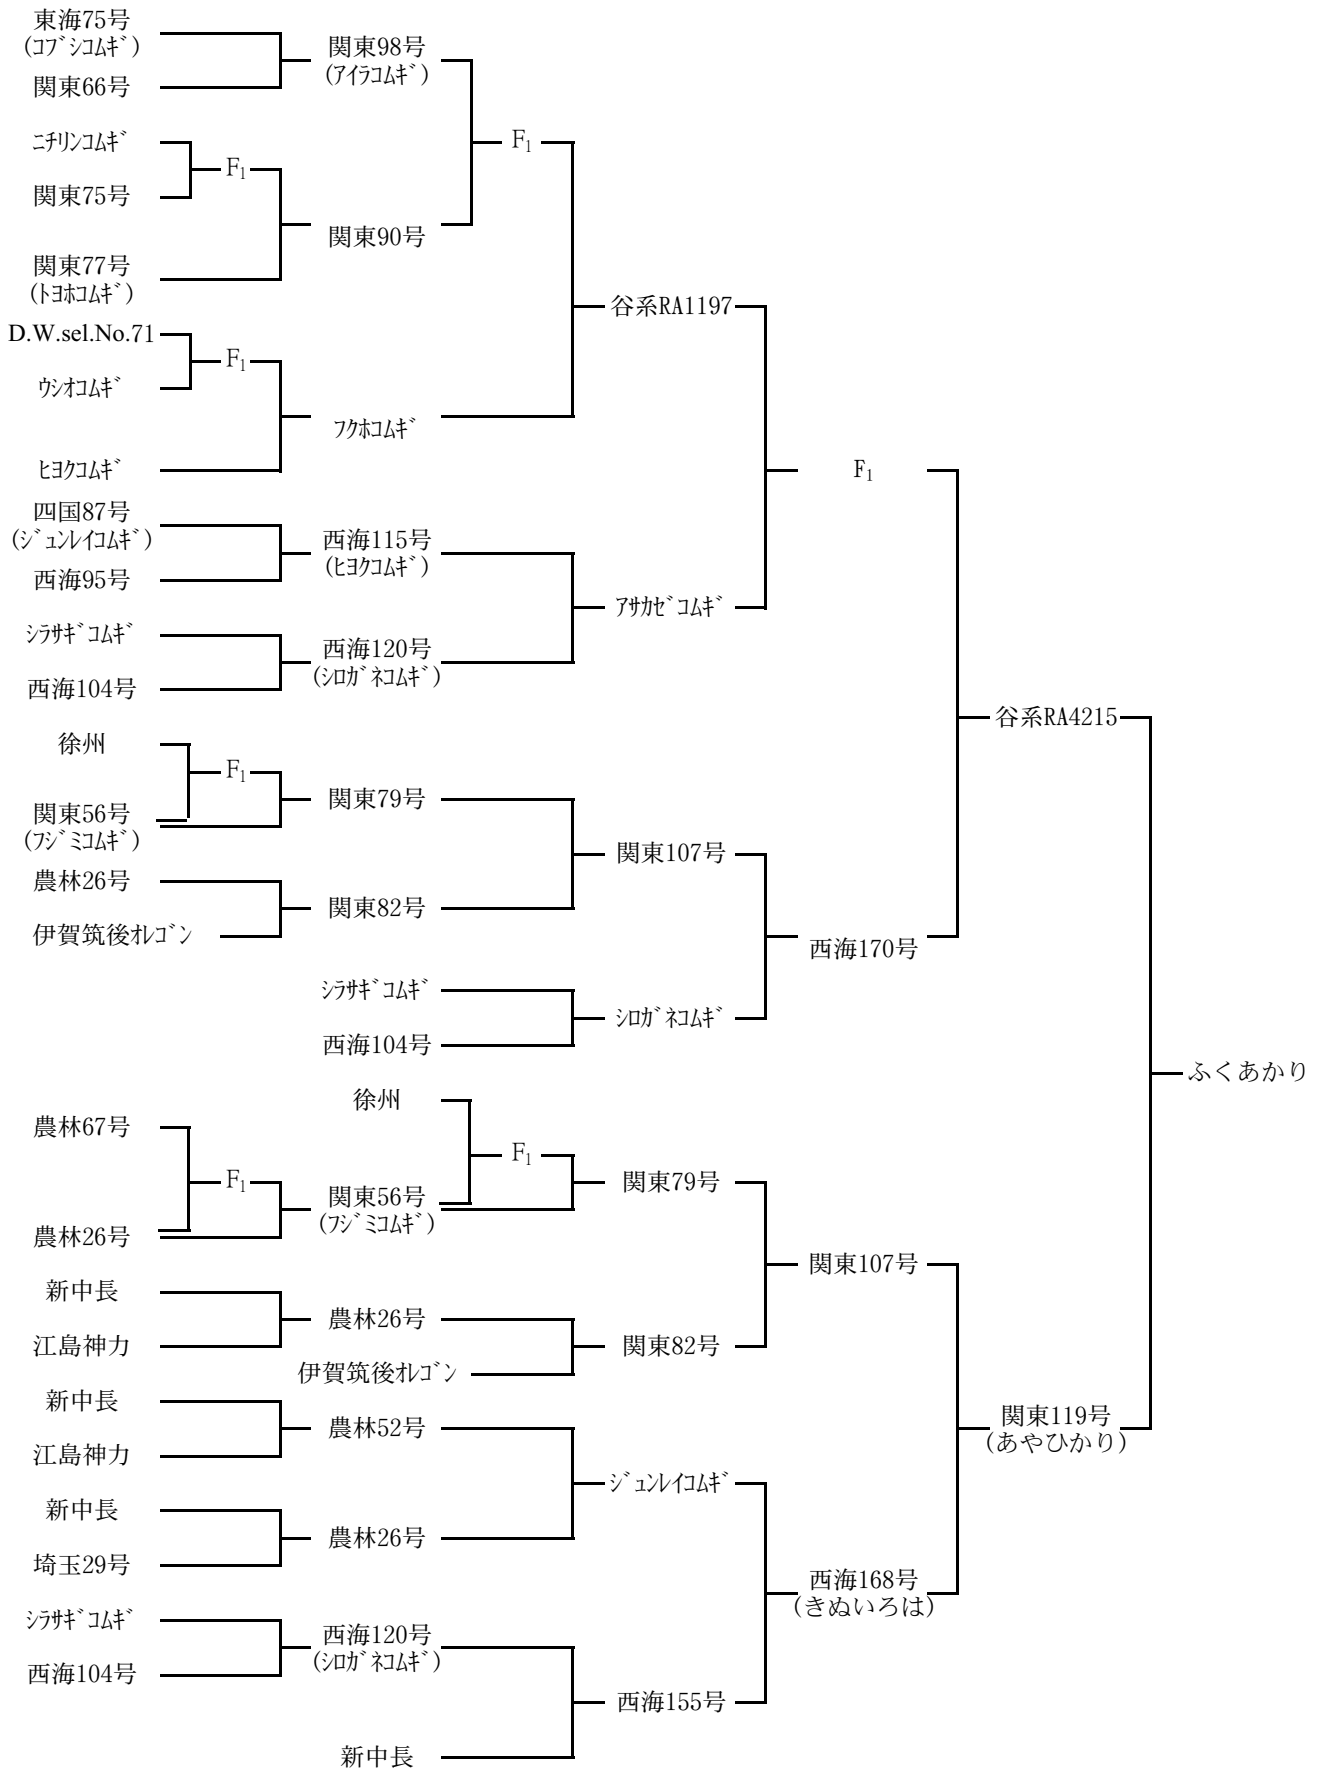 東海75号
(コブシコムギ)
関東98号
(アイラコムギ)
関東66号
ニチリンコムギ
F1
F1
関東75号
関東90号
関東77号
(トヨホコムギ)
谷系RA1197
D.W.sel.No.71
F1
ウシオコムギ
フクホコムギ
ヒヨクコムギ
F1
四国87号
(ジュンレイコムギ)
西海115号
(ヒヨクコムギ)
西海95号
アサカゼコムギ
シラサギコムギ
西海120号
(シロガネコムギ)
西海104号
谷系RA4215
徐州
F1
関東56号
(フジミコムギ)
関東79号
関東107号
農林26号
関東82号
伊賀筑後オレゴン
西海170号
シラサギコムギ
シロガネコムギ
西海104号
ふくあかり
徐州
農林67号
F1
F1
関東79号
関東56号
(フジミコムギ)
農林26号
関東107号
新中長
農林26号
江島神力
関東82号
伊賀筑後オレゴン
新中長
農林52号
関東119号
(あやひかり)
江島神力
ジュンレイコムギ
新中長
農林26号
埼玉29号
西海168号
(きぬいろは)
シラサギコムギ
西海120号
(シロガネコムギ)
西海104号
西海155号
新中長